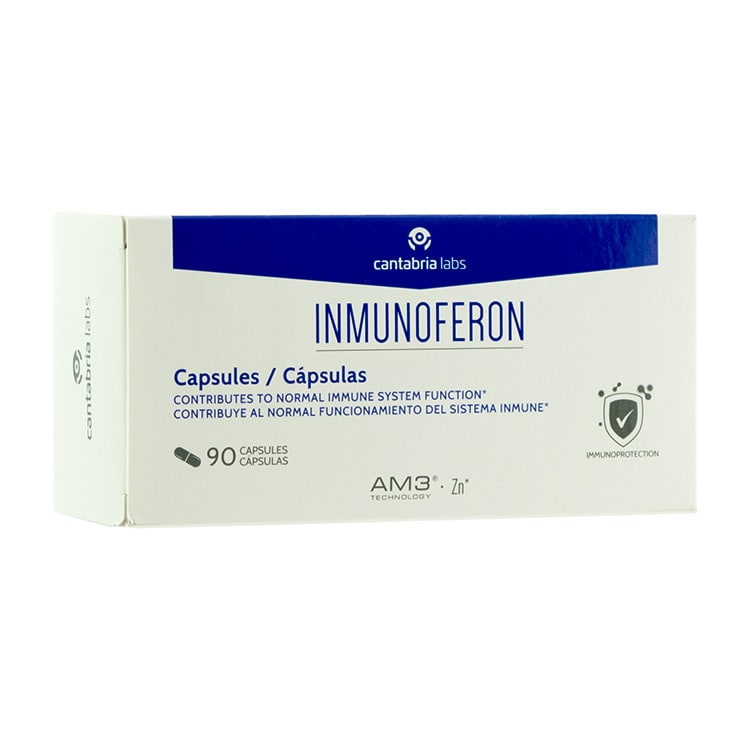 cantabria labs
cantabria labs
INMUNOFERON
Capsules / Cápsulas
CONTRIBUTES TO NORMAL IMMUNE SYSTEM FUNCTION*
CONTRIBUYE AL NORMAL FUNCIONAMIENTO DEL SISTEMA INMUNE*
90 CAPSULES
CÁPSULAS
IMMUNOPROTECTION
AM3® · Zn*
TECHNOLOGY